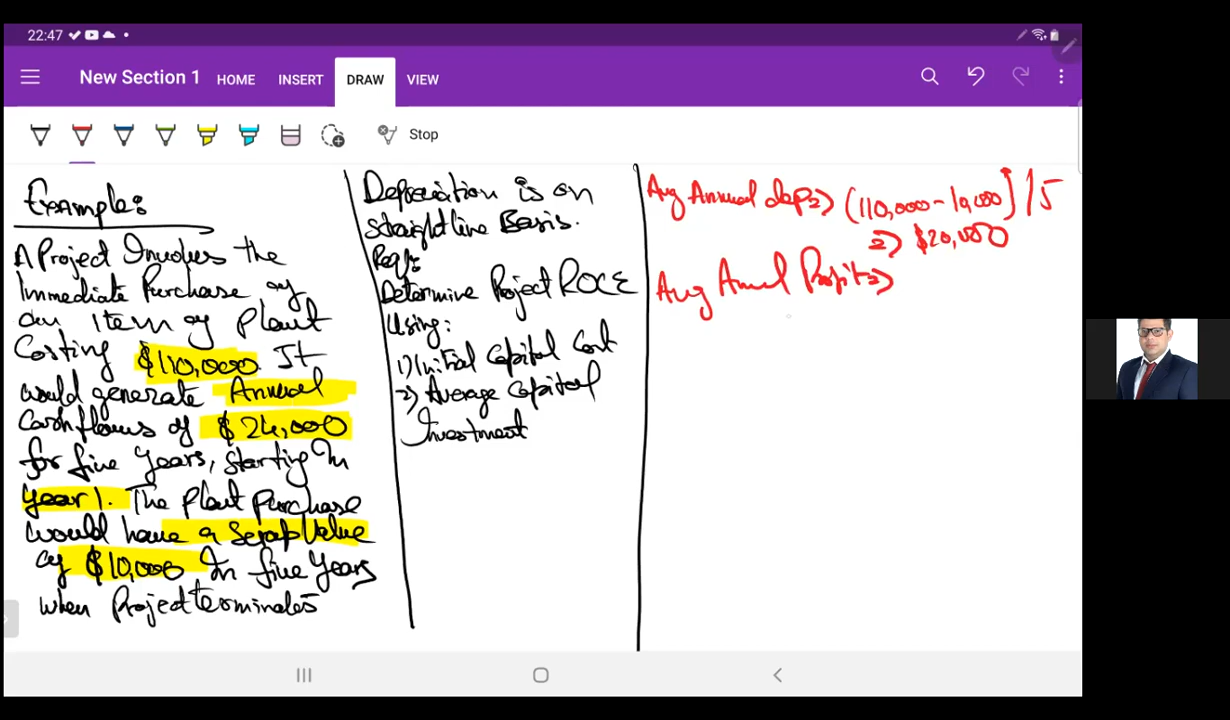 22:47
New Section 1 HOME INSERT DRAW VIEW
Stop
Example:
A Project Involves the
Immediate Purchase of
an Item of Plant
Costing $110,000. It
would generate Annual
Cashflows of $24,000
for five years, starting In
year 1. The plant purchase
would have a Scrap Value
of $10,000 In five years
when Project terminates
Depreciation is on
straight line Basis.
Req:
Determine Project ROCE
Using:
1) Initial Capital Cost
2) Average Capital
Investment
Avg Annual dep => (110,000 - 10,000) / 5
=> $20,000
Avg Annual Profit =>